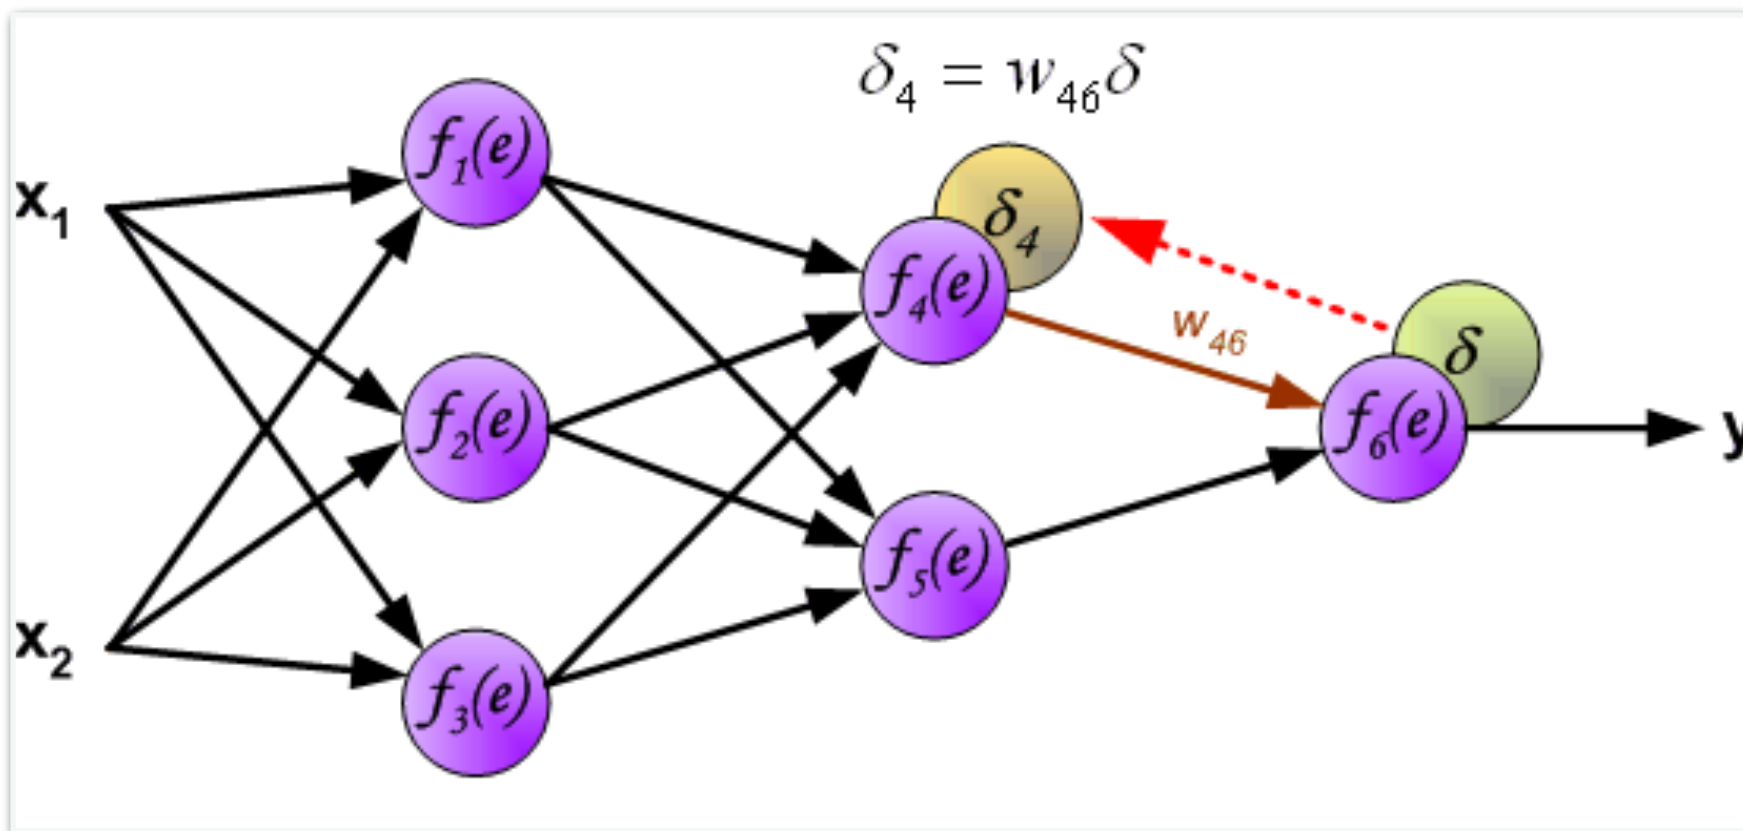 δ₄ = w₄₆δ
x₁
f₁(e)
δ₄
f₄(e)
w₄₆
δ
f₂(e)
f₆(e)
y
f₅(e)
x₂
f₃(e)